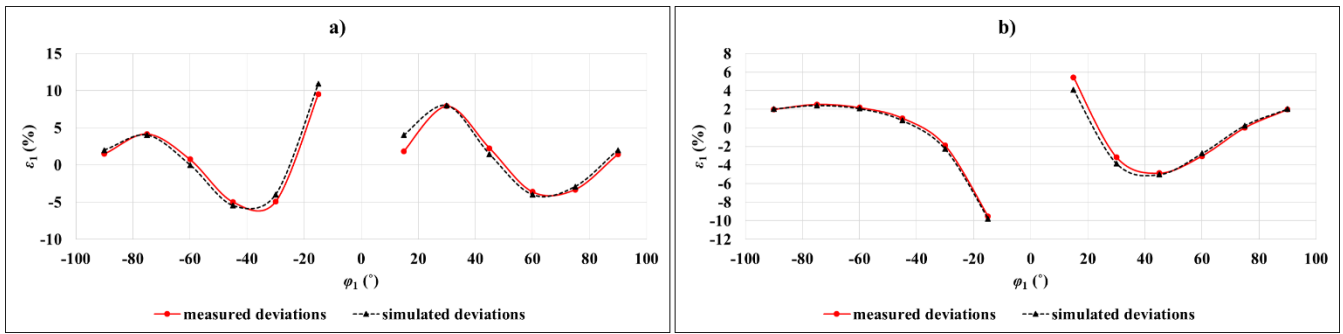 a)
15
10
5
0
-5
-10
ε1 (%)
-100 -80 -60 -40 -20 0 20 40 60 80 100
φ1 (°)
measured deviations simulated deviations
b)
8
6
4
2
0
-2
-4
-6
-8
-10
-12
ε1 (%)
-100 -80 -60 -40 -20 0 20 40 60 80 100
φ1 (°)
measured deviations simulated deviations